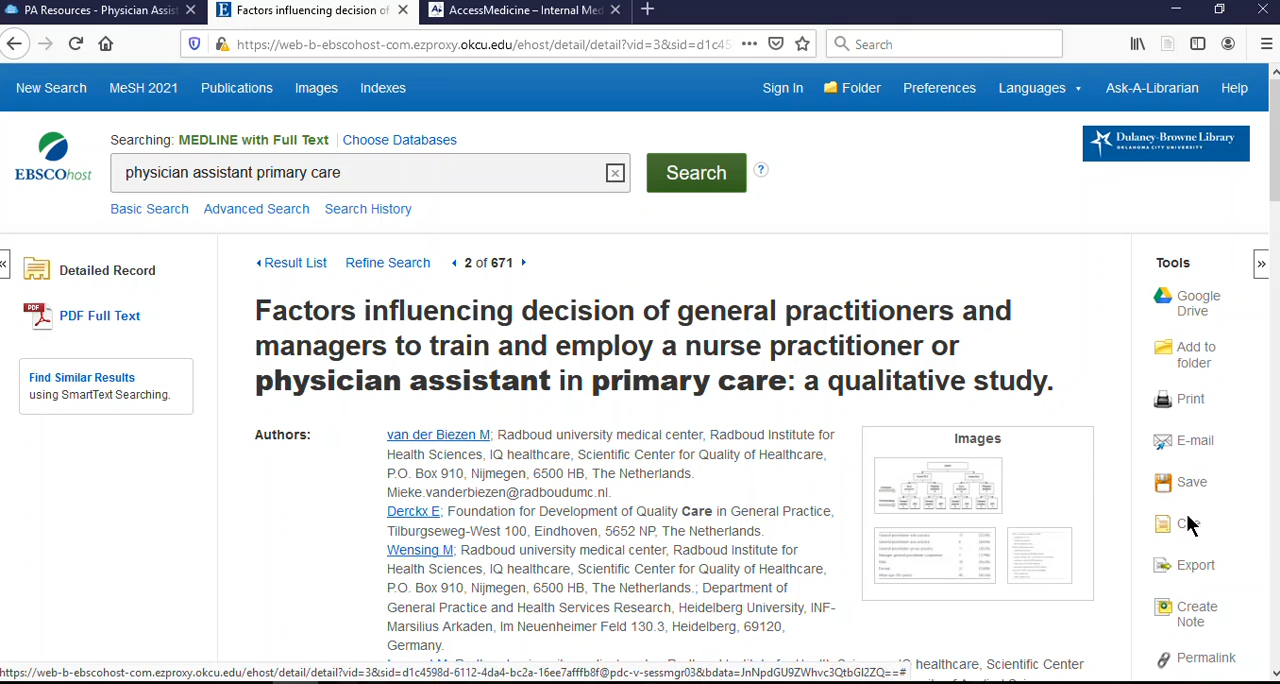 PA Resources - Physician Assist
Factors influencing decision of
AccessMedicine – Internal Med
https://web-b-ebscohost-com.ezproxy.okcu.edu/ehost/detail/detail?vid=3&sid=d1c45
Search
New Search
MeSH 2021
Publications
Images
Indexes
Sign In
Folder
Preferences
Languages
Ask-A-Librarian
Help
EBSCOhost
Searching: MEDLINE with Full Text
Choose Databases
physician assistant primary care
Search
?
Dulaney-Browne Library
OKLAHOMA CITY UNIVERSITY
Basic Search
Advanced Search
Search History
Detailed Record
PDF
PDF Full Text
Find Similar Results
using SmartText Searching.
Result List
Refine Search
2 of 671
Factors influencing decision of general practitioners and
managers to train and employ a nurse practitioner or
physician assistant in primary care: a qualitative study.
Authors:
van der Biezen M; Radboud university medical center, Radboud Institute for
Health Sciences, IQ healthcare, Scientific Center for Quality of Healthcare,
P.O. Box 910, Nijmegen, 6500 HB, The Netherlands.
Mieke.vanderbiezen@radboudumc.nl.
Derckx E; Foundation for Development of Quality Care in General Practice,
Tilburgseweg-West 100, Eindhoven, 5652 NP, The Netherlands.
Wensing M; Radboud university medical center, Radboud Institute for
Health Sciences, IQ healthcare, Scientific Center for Quality of Healthcare,
P.O. Box 910, Nijmegen, 6500 HB, The Netherlands.; Department of
General Practice and Health Services Research, Heidelberg University, INF-
Marsilius Arkaden, Im Neuenheimer Feld 130.3, Heidelberg, 69120,
Germany.
healthcare, Scientific Center
Images
Tools
Google
Drive
Add to
folder
Print
E-mail
Save
Export
Create
Note
Permalink
https://web-b-ebscohost-com.ezproxy.okcu.edu/ehost/detail/detail?vid=3&sid=d1c4598d-6112-4da4-bc2a-16ee7afffb8f@pdc-v-sessmgr03&bdata=JnNpdGU9ZWhvc3QtbGl2ZQ==#